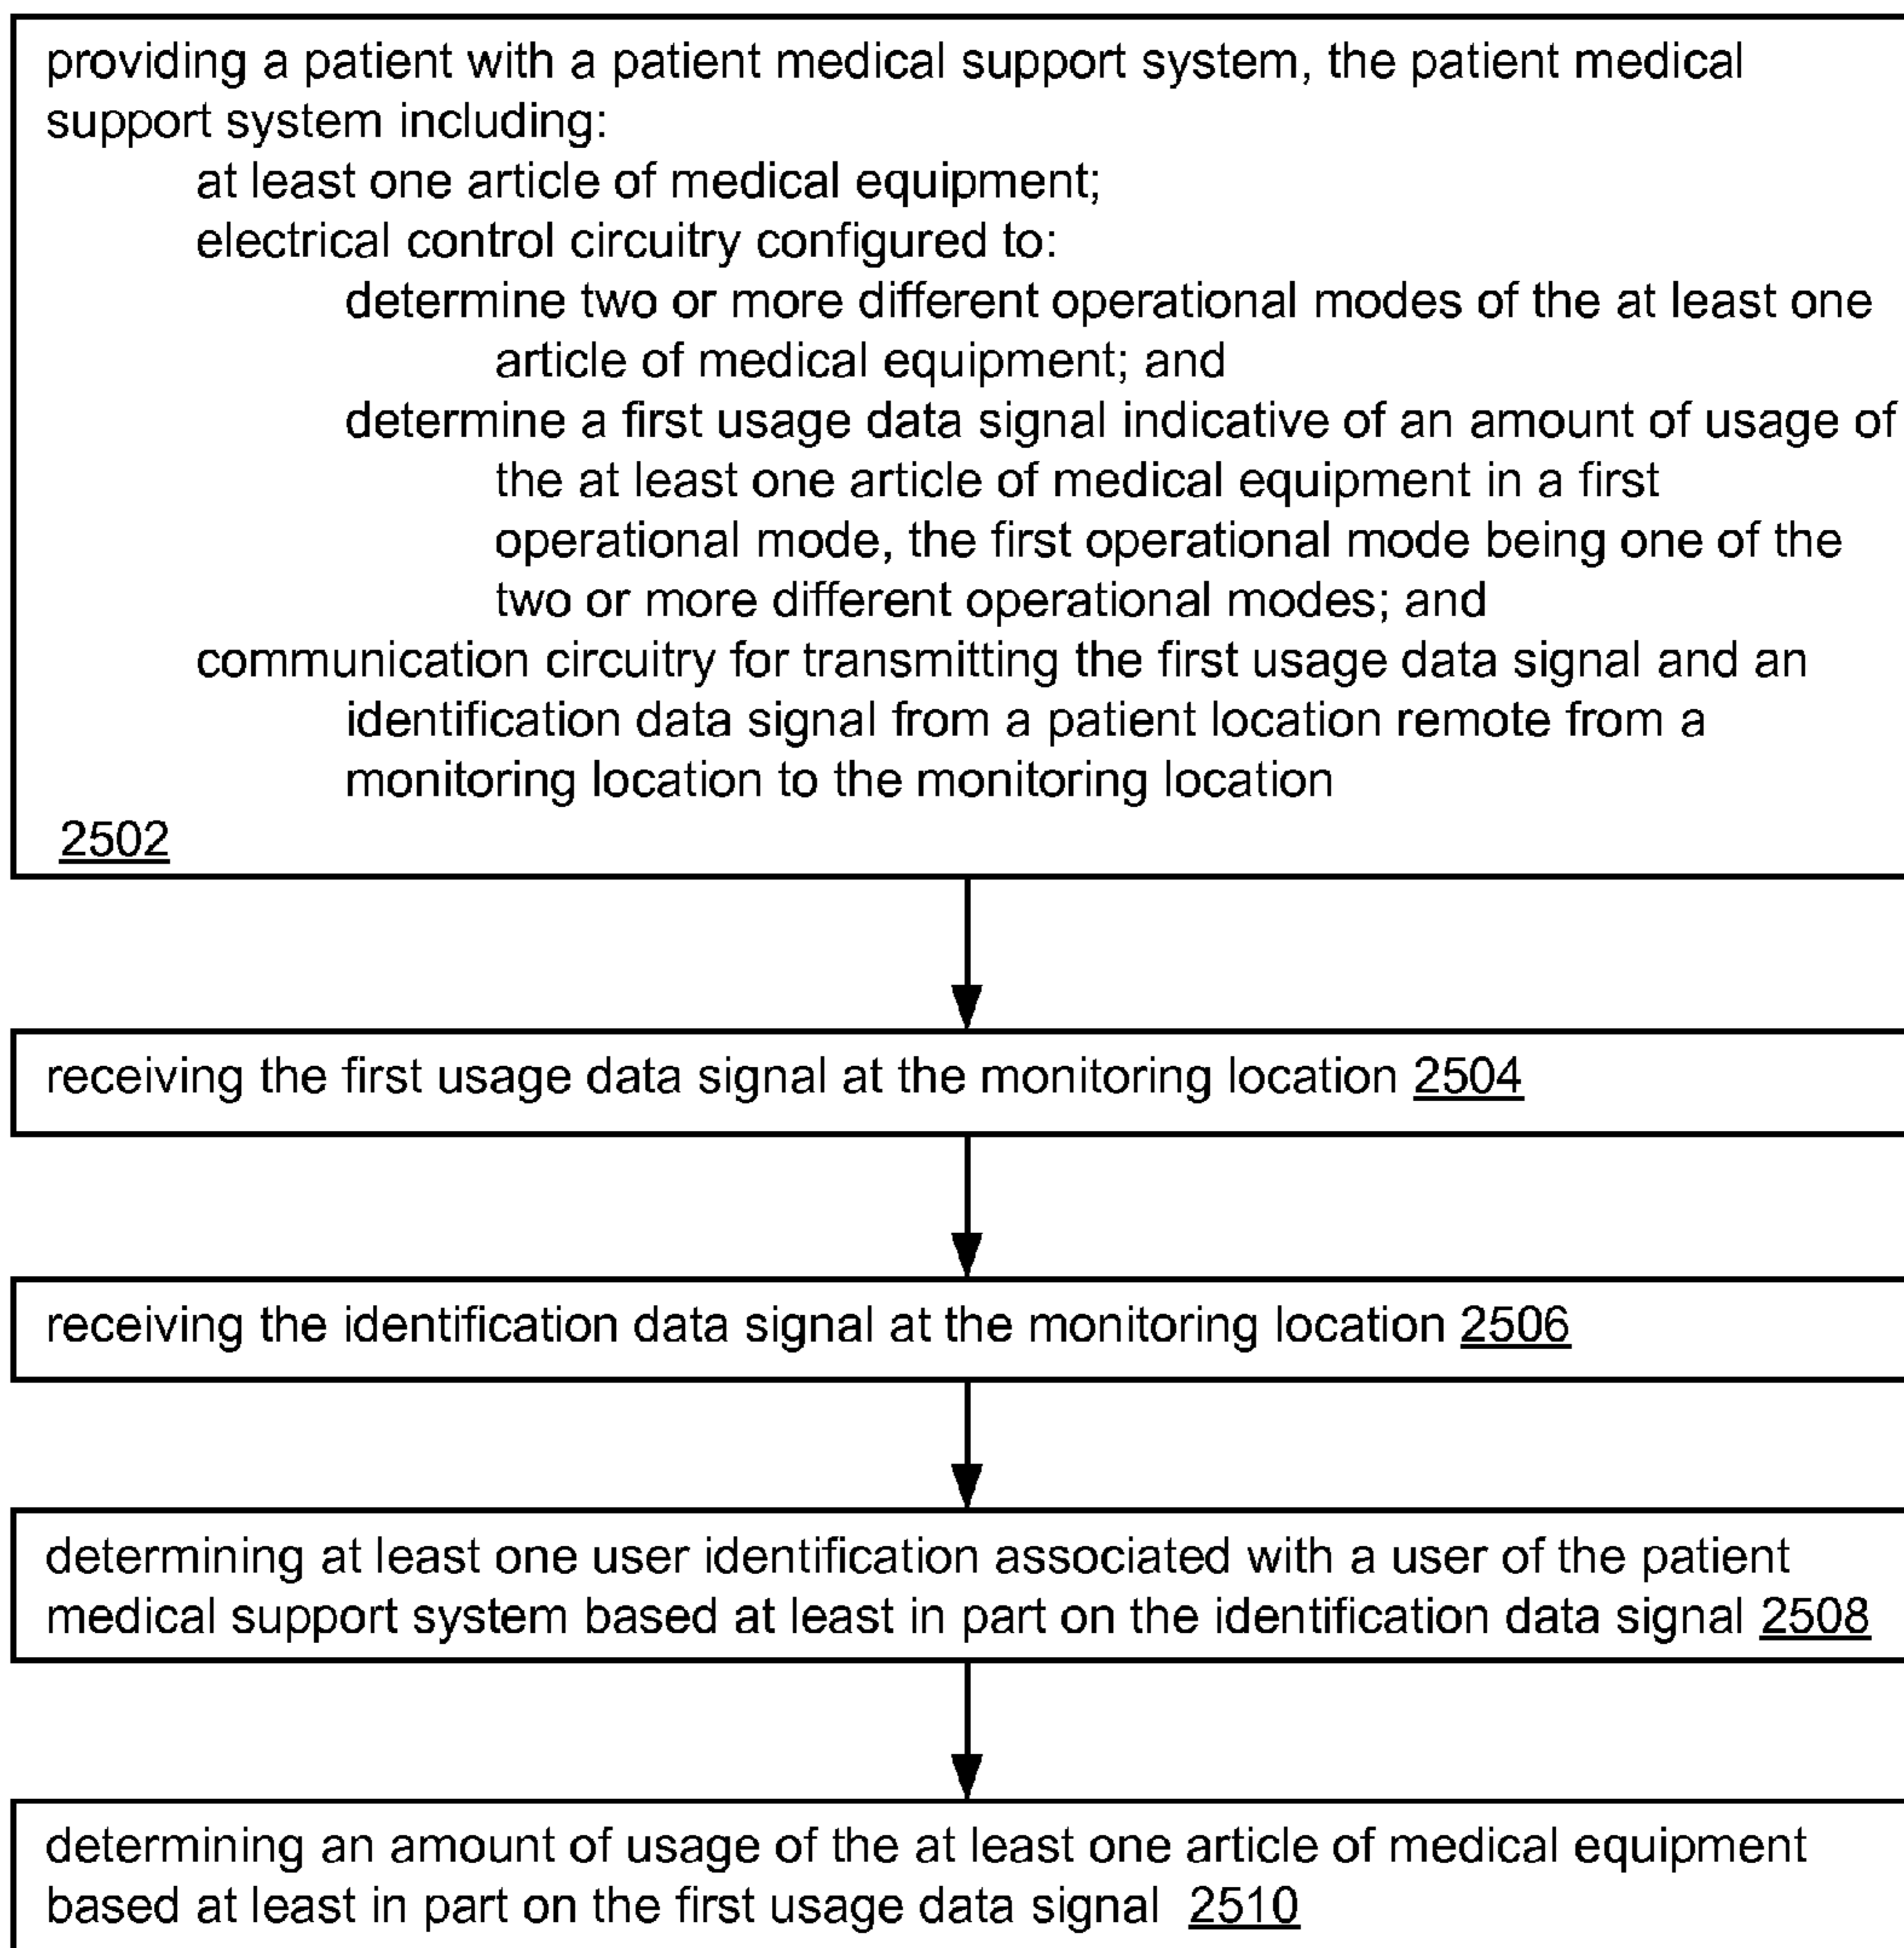 providing a patient with a patient medical support system, the patient medical
support system including:
at least one article of medical equipment;
electrical control circuitry configured to:
determine two or more different operational modes of the at least one
article of medical equipment; and
determine a first usage data signal indicative of an amount of usage of
the at least one article of medical equipment in a first
operational mode, the first operational mode being one of the
two or more different operational modes; and
communication circuitry for transmitting the first usage data signal and an
identification data signal from a patient location remote from a
monitoring location to the monitoring location
2502
receiving the first usage data signal at the monitoring location 2504
receiving the identification data signal at the monitoring location 2506
determining at least one user identification associated with a user of the patient
medical support system based at least in part on the identification data signal 2508
determining an amount of usage of the at least one article of medical equipment
based at least in part on the first usage data signal 2510